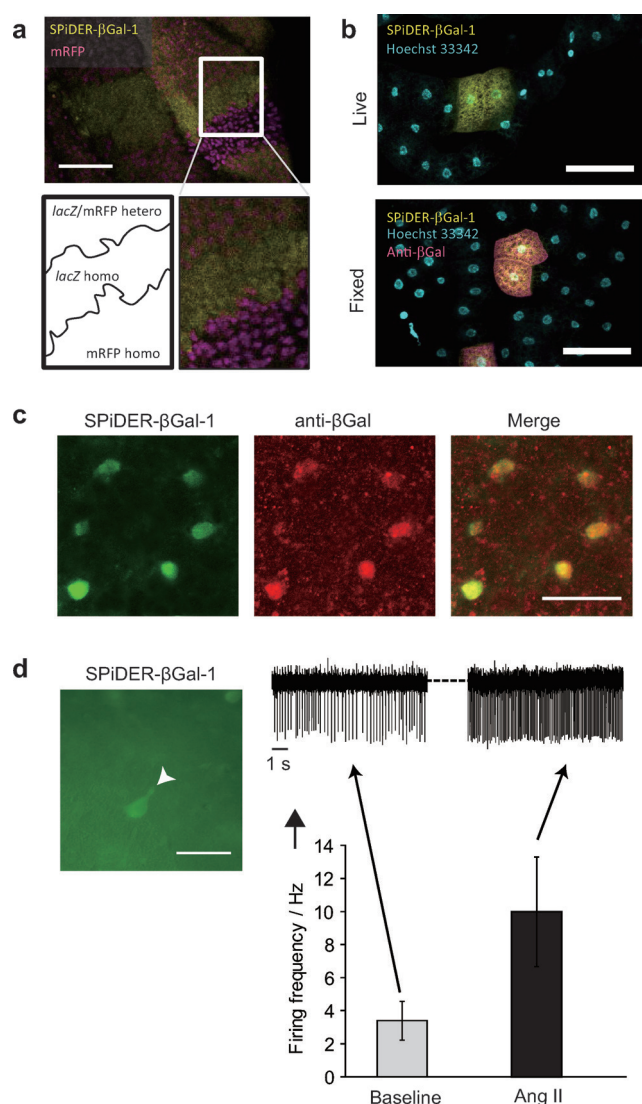 a
SPiDER-βGal-1
mRFP
lacZ/mRFP hetero
lacZ homo
mRFP homo
b
Live
SPiDER-βGal-1
Hoechst 33342
Fixed
SPiDER-βGal-1
Hoechst 33342
Anti-βGal
c
SPiDER-βGal-1 anti-βGal Merge
d
SPiDER-βGal-1
1 s
Firing frequency / Hz
14
12
10
8
6
4
2
0
Baseline Ang II